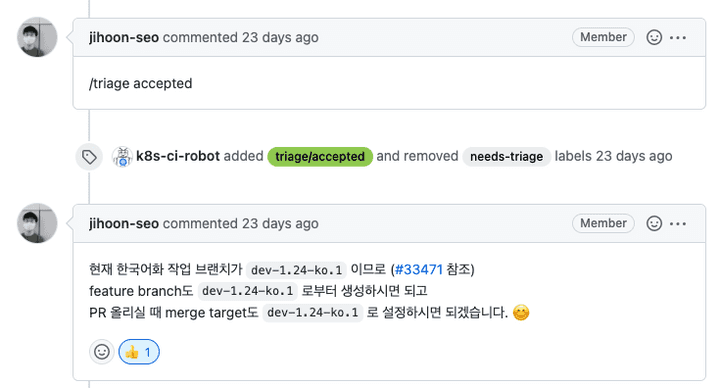 jihoon-seo commented 23 days ago Member
/triage accepted
k8s-ci-robot added triage/accepted and removed needs-triage labels 23 days ago
jihoon-seo commented 23 days ago Member
현재 한국어화 작업 브랜치가 dev-1.24-ko.1 이므로 (#33471 참조)
feature branch도 dev-1.24-ko.1 로부터 생성하시면 되고
PR 올리실 때 merge target도 dev-1.24-ko.1 로 설정하시면 되겠습니다. 😊
👍 1